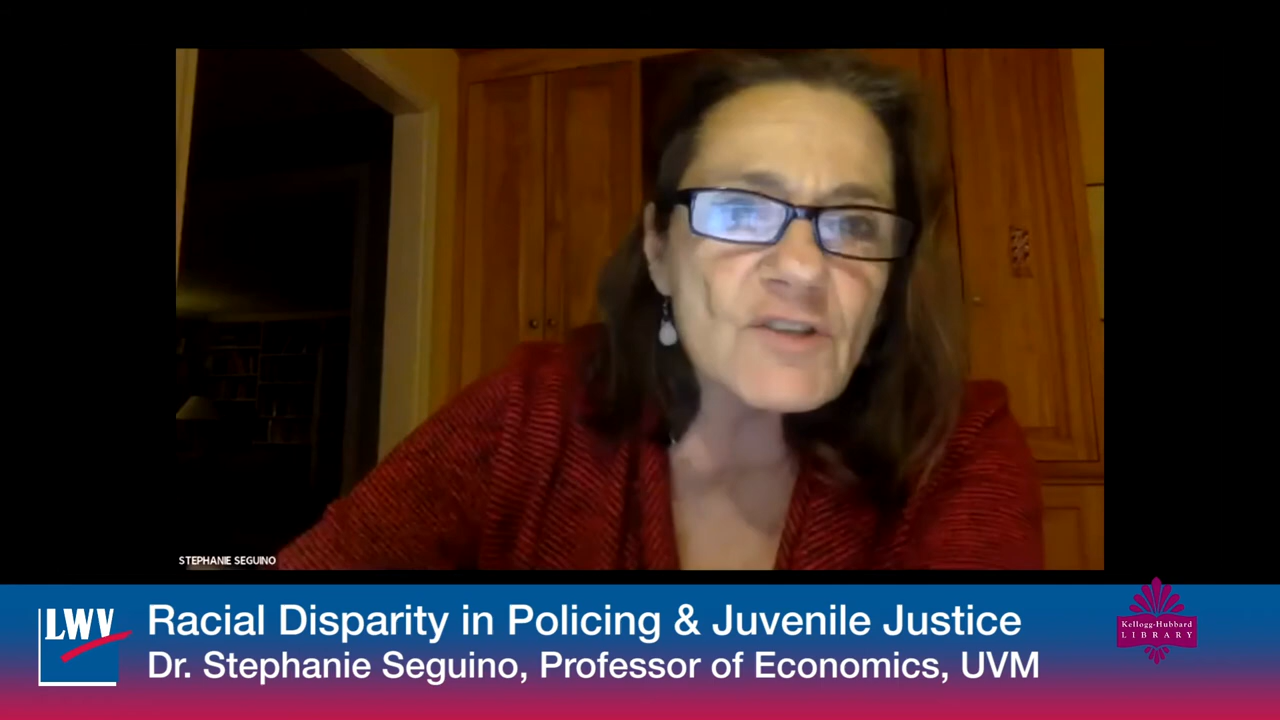 STEPHANIE SEGUINO
LWV
Racial Disparity in Policing & Juvenile Justice
Dr. Stephanie Seguino, Professor of Economics, UVM
Kellogg-Hubbard
LIBRARY